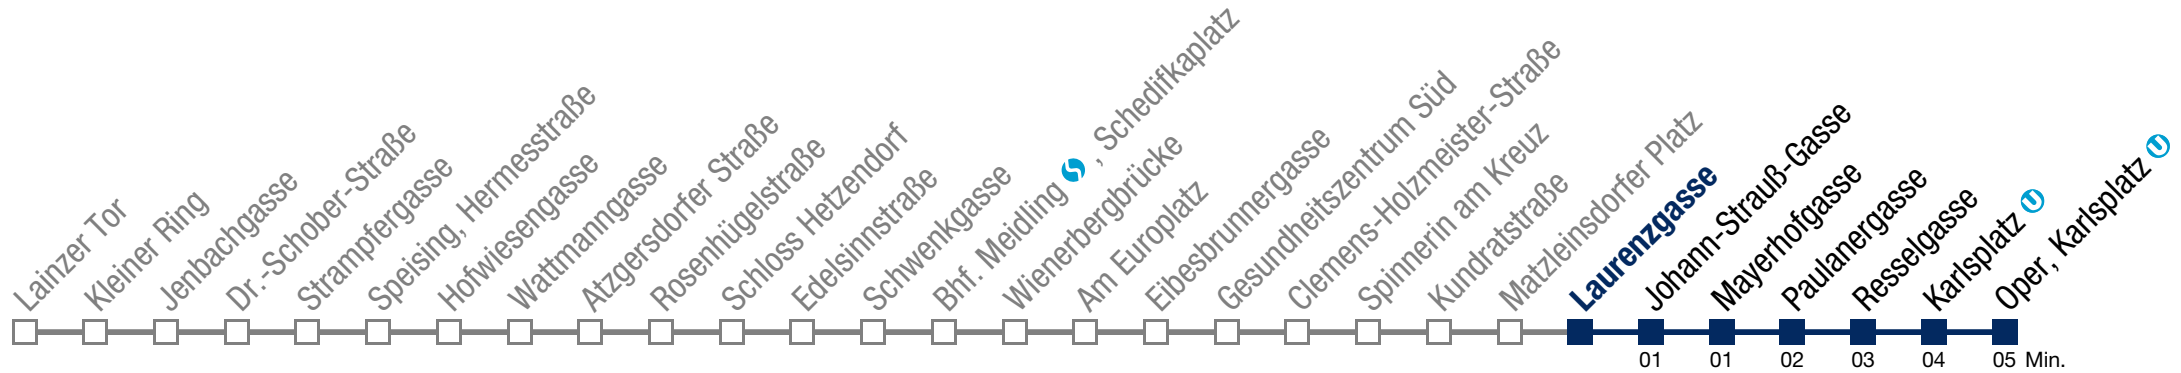 Lainzer Tor
Kleiner Ring
Jenbachgasse
Dr.-Schober-Straße
Strampfergasse
Speising, Hermesstraße
Hofwiesengasse
Wattmanngasse
Atzgersdorfer Straße
Rosenhügelstraße
Schloss Hetzendorf
Edelsinnstraße
Schwenkgasse
Bhf. Meidling S, Schedifkaplatz
Wienerbergbrücke
Am Europlatz
Eibesbrunnergasse
Gesundheitszentrum Süd
Clemens-Holzmeister-Straße
Spinnerin am Kreuz
Kundratstraße
Matzleinsdorfer Platz
Laurenzgasse
Johann-Strauß-Gasse
Mayerhofgasse
Paulanergasse
Resselgasse
Karlsplatz U
Oper, Karlsplatz U
01 01 02 03 04 05 Min.